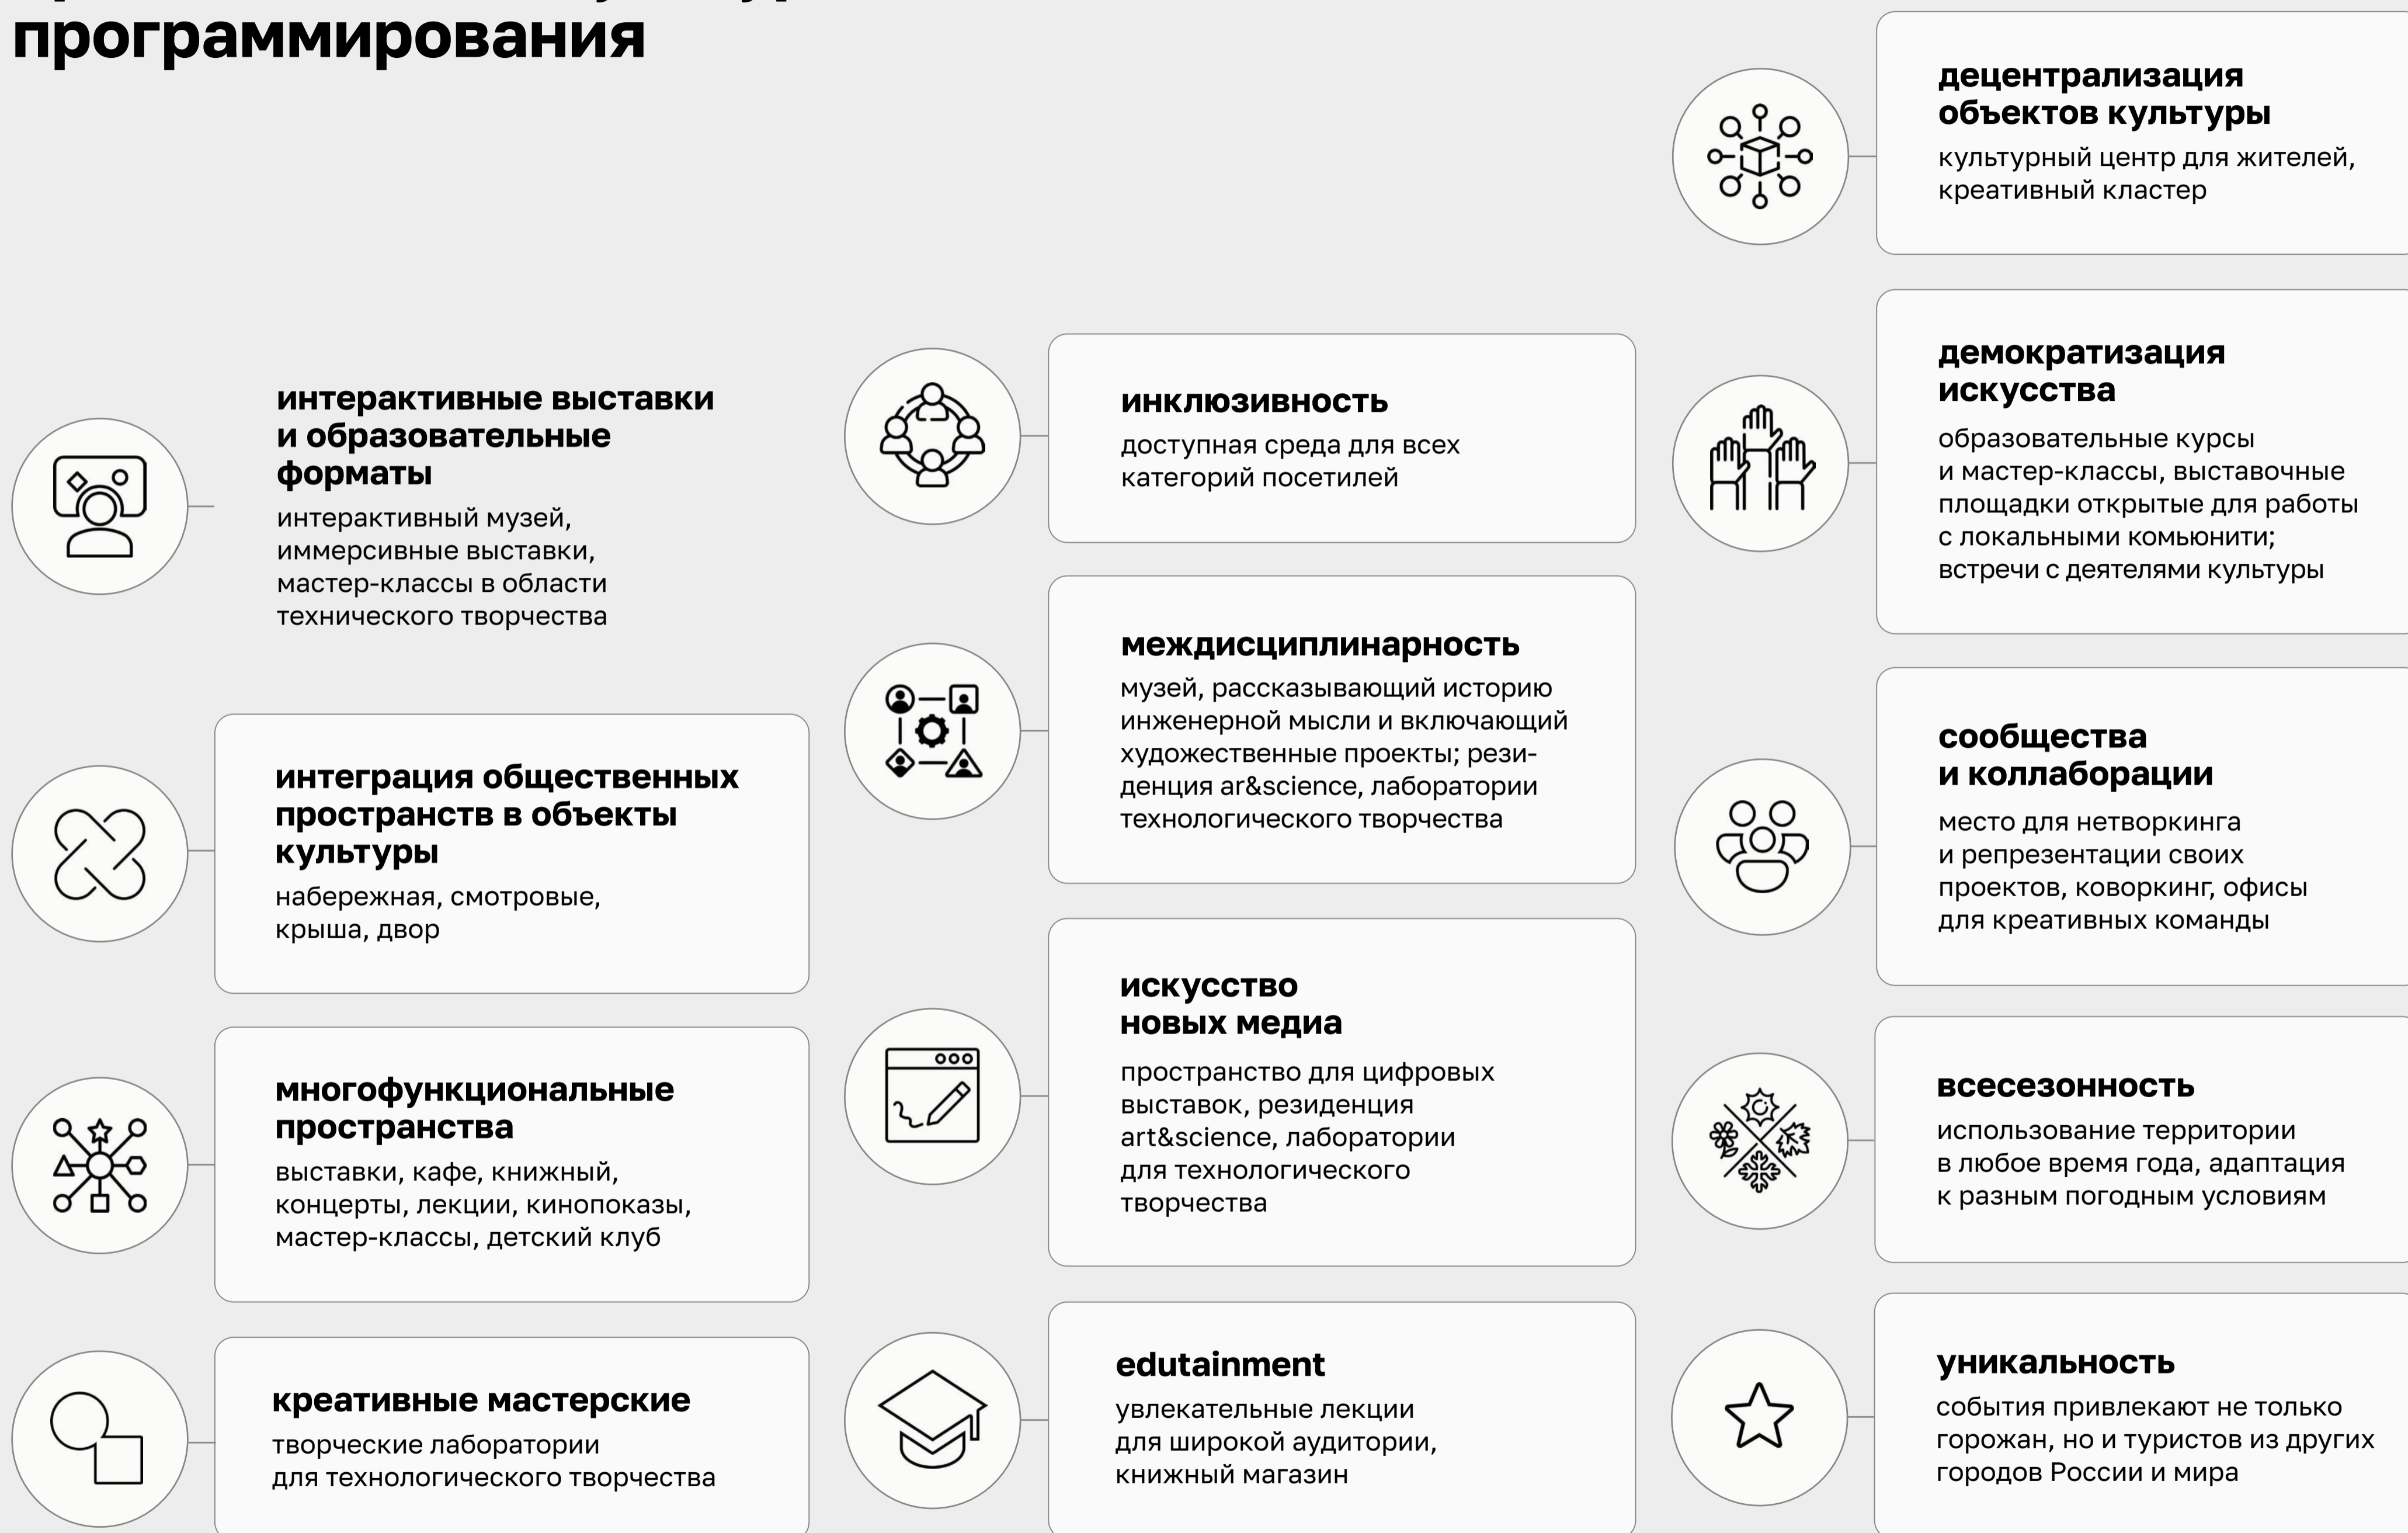 программирования
интерактивные выставки
и образовательные
форматы
интерактивный музей,
иммерсивные выставки,
мастер-классы в области
технического творчества
интеграция общественных
пространств в объекты
культуры
набережная, смотровые,
крыша, двор
многофункциональные
пространства
выставки, кафе, книжный,
концерты, лекции, кинопоказы,
мастер-классы, детский клуб
креативные мастерские
творческие лаборатории
для технологического творчества
инклюзивность
доступная среда для всех
категорий посетилей
междисциплинарность
музей, рассказывающий историю
инженерной мысли и включающий
художественные проекты; рези-
денция ar&science, лаборатории
технологического творчества
искусство
новых медиа
пространство для цифровых
выставок, резиденция
art&science, лаборатории
для технологического
творчества
edutainment
увлекательные лекции
для широкой аудитории,
книжный магазин
децентрализация
объектов культуры
культурный центр для жителей,
креативный кластер
демократизация
искусства
образовательные курсы
и мастер-классы, выставочные
площадки открытые для работы
с локальными комьюнити;
встречи с деятелями культуры
сообщества
и коллаборации
место для нетворкинга
и репрезентации своих
проектов, коворкинг, офисы
для креативных команды
всесезонность
использование территории
в любое время года, адаптация
к разным погодным условиям
уникальность
события привлекают не только
горожан, но и туристов из других
городов России и мира